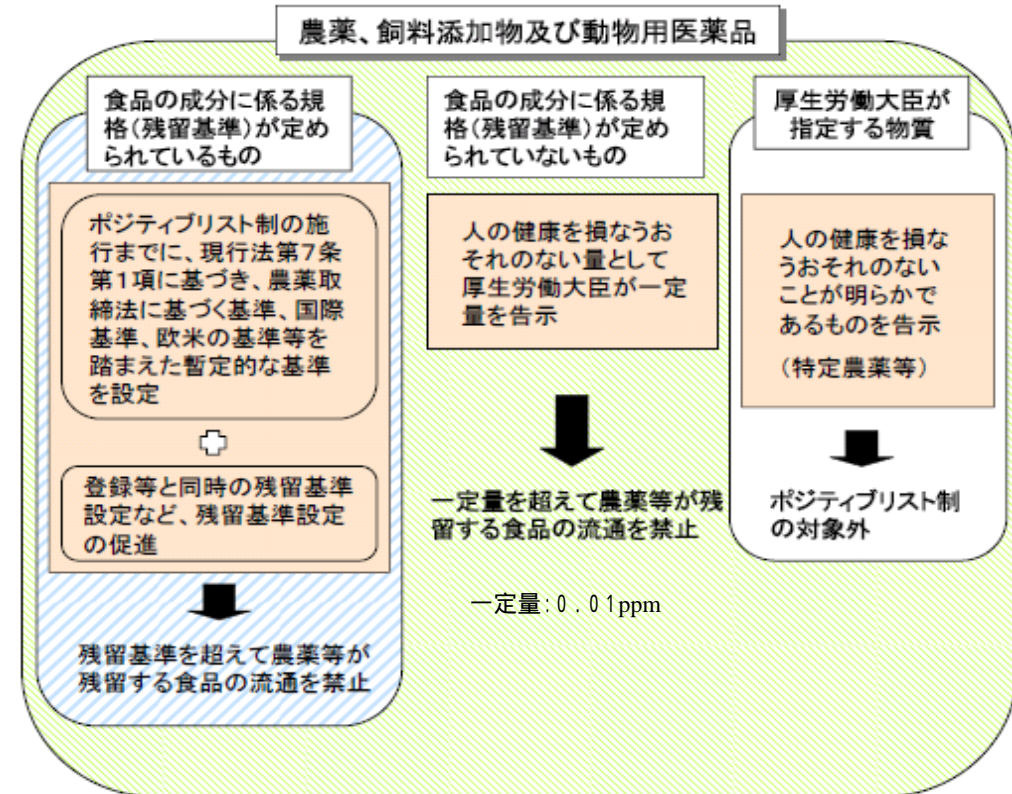 農薬、飼料添加物及び動物用医薬品
食品の成分に係る規
格(残留基準)が定め
られているもの
ポジティブリスト制の施
行までに、現行法第7条
第1項に基づき、農薬取
締法に基づく基準、国際
基準、欧米の基準等を
踏まえた暫定的な基準
を設定
登録等と同時の残留基準
設定など、残留基準設定
の促進
残留基準を超えて農薬等が
残留する食品の流通を禁止
食品の成分に係る規
格(残留基準)が定め
られていないもの
人の健康を損なうお
それのない量として
厚生労働大臣が一定
量を告示
一定量を超えて農薬等が残
留する食品の流通を禁止
一定量:0.01ppm
厚生労働大臣が
指定する物質
人の健康を損な
うおそれのない
ことが明らかで
あるものを告示
(特定農薬等)
ポジティブリスト制
の対象外